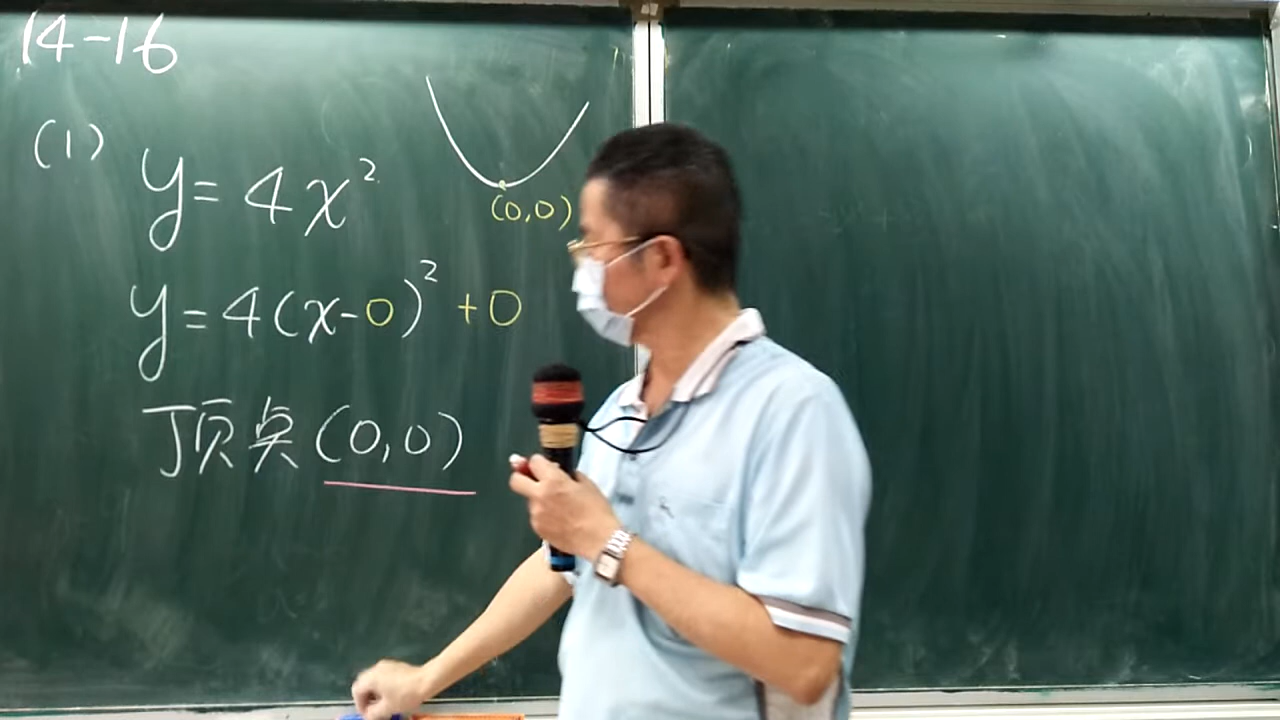 14-16
(1)
y=4x²
(0,0)
y=4(x-0)²+0
顶点(0,0)